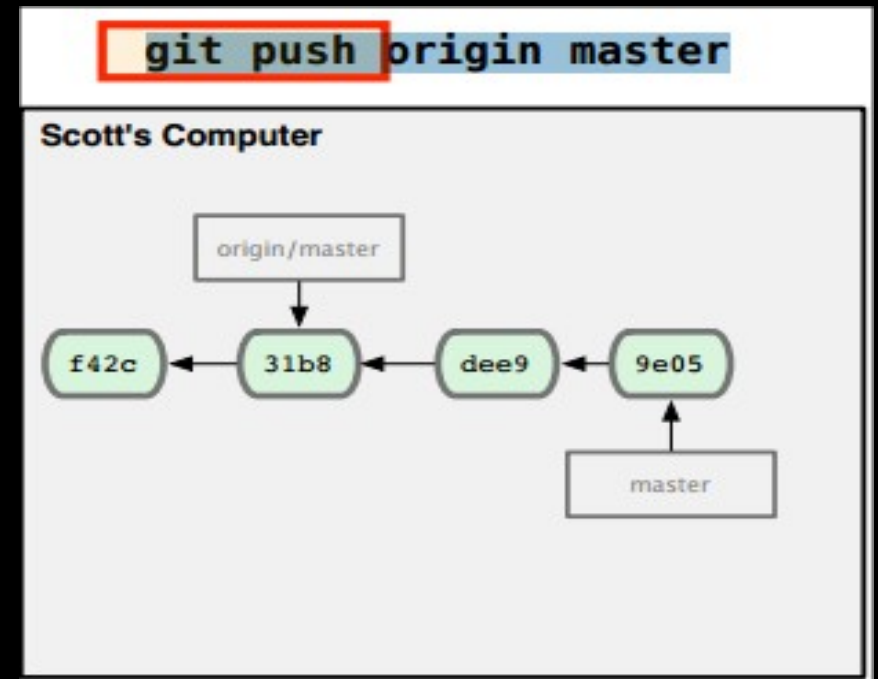 git push origin master
Scott's Computer
origin/master
f42c 31b8 dee9 9e05
master